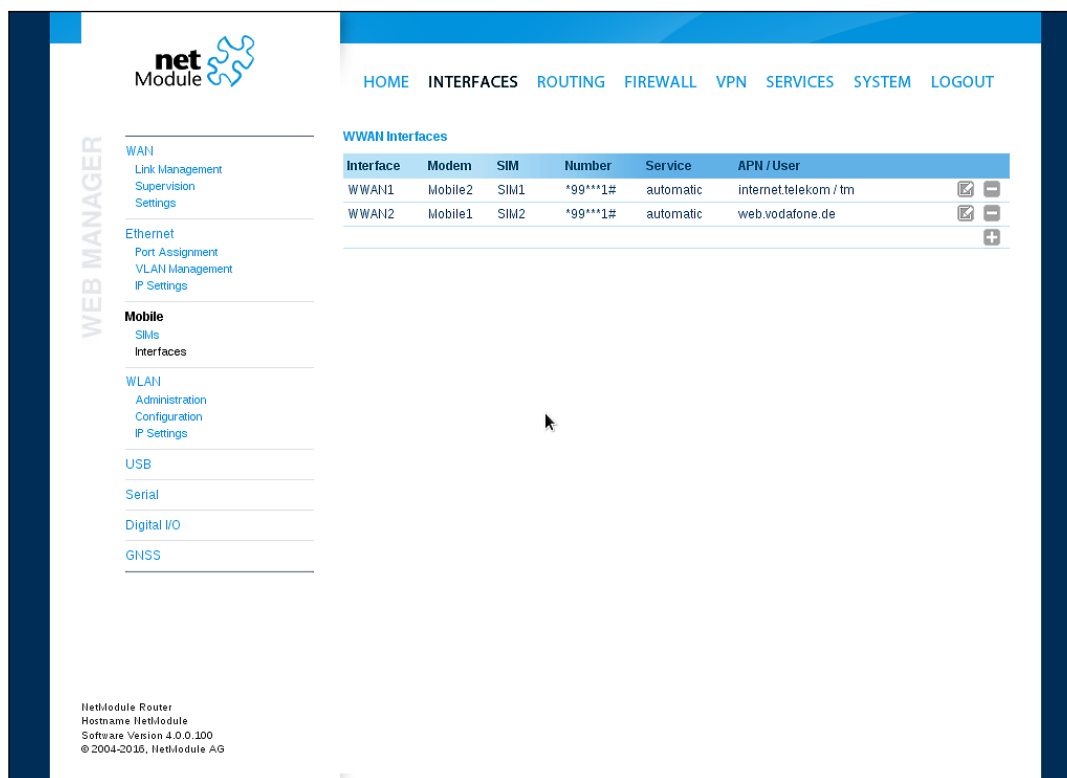 net
Module
HOME INTERFACES ROUTING FIREWALL VPN SERVICES SYSTEM LOGOUT
WEB MANAGER
WAN
Link Management
Supervision
Settings
Ethernet
Port Assignment
VLAN Management
IP Settings
Mobile
SIMs
Interfaces
WLAN
Administration
Configuration
IP Settings
USB
Serial
Digital I/O
GNSS
WWAN Interfaces
Interface Modem SIM Number Service APN / User
WWAN1 Mobile2 SIM1 *99***1# automatic internet.telekom / tm
WWAN2 Mobile1 SIM2 *99***1# automatic web.vodafone.de
NetModule Router
Hostname NetModule
Software Version 4.0.0.100
© 2004-2016, NetModule AG